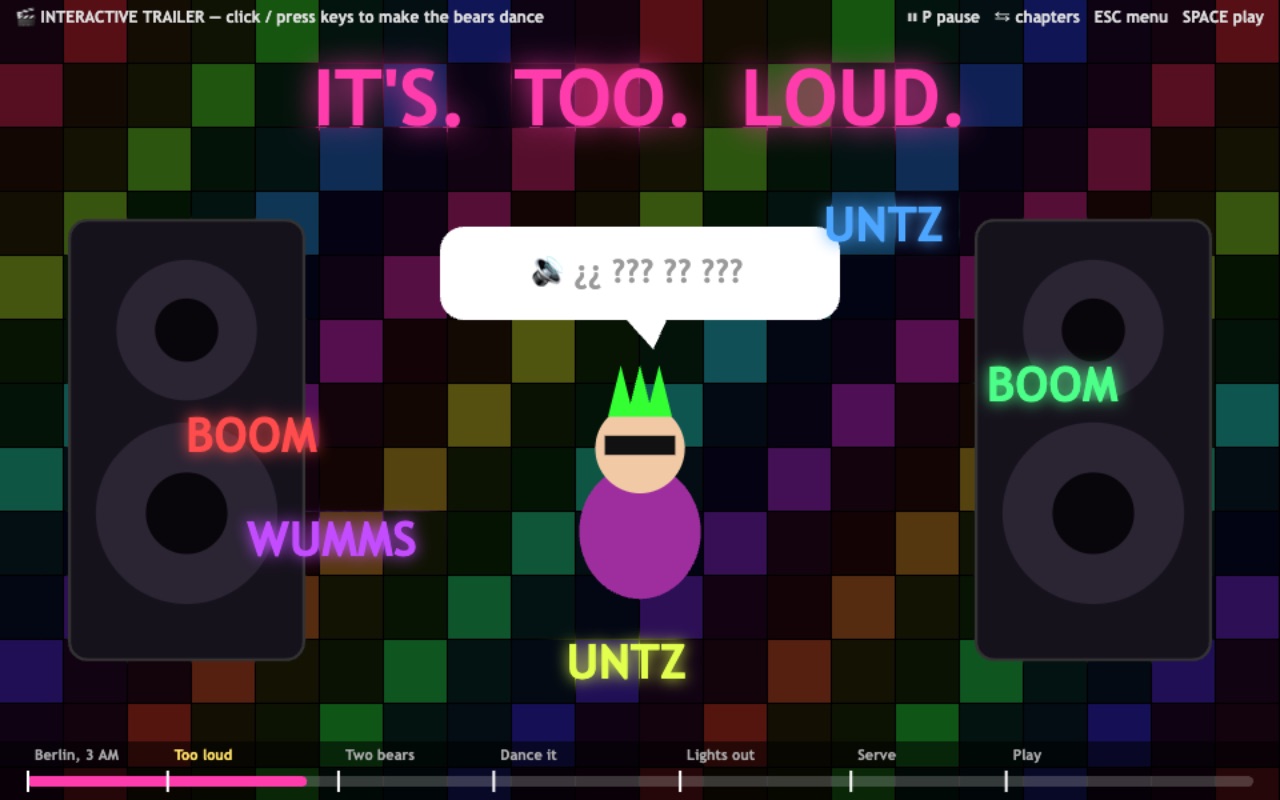 🎬 INTERACTIVE TRAILER — click / press keys to make the bears dance
⏸ P pause ⇆ chapters ESC menu SPACE play
IT'S. TOO. LOUD.
UNTZ
🔊 ¿¿ ??? ?? ???
BOOM
BOOM
WUMMS
UNTZ
Berlin, 3 AM Too loud Two bears Dance it Lights out Serve Play